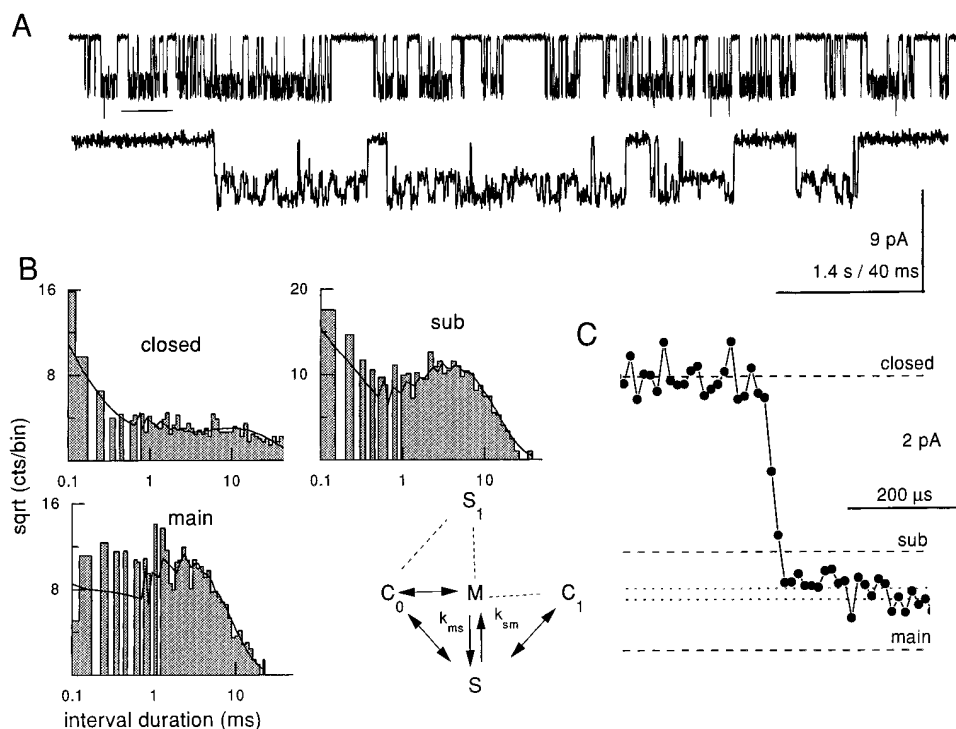 A
9 pA
1.4 s / 40 ms
B
16
8
closed
0.1
1
10
20
10
sub
0.1
1
10
sqrt (cts/bin)
16
8
main
0.1
1
10
interval duration (ms)
S1
C0
M
C1
kms
ksm
S
C
closed
2 pA
200 µs
sub
main